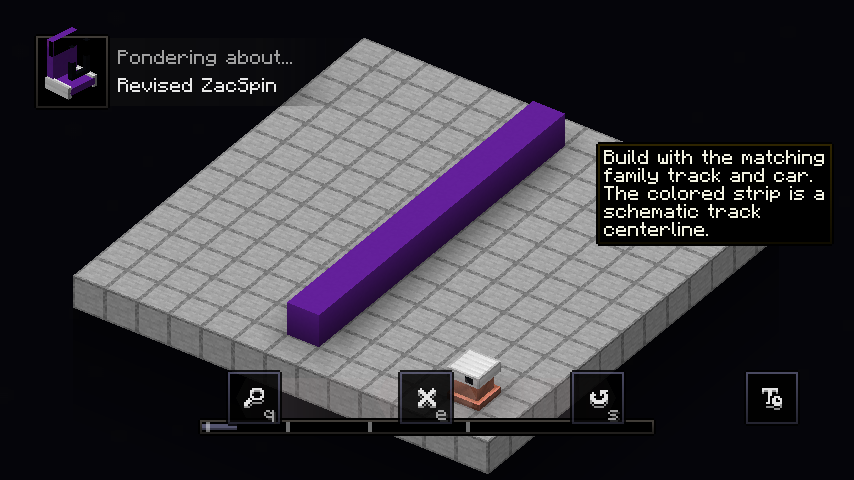 Pondering about...
Revised ZacSpin
Build with the matching
family track and car.
The colored strip is a
schematic track
centerline.
q
e
s